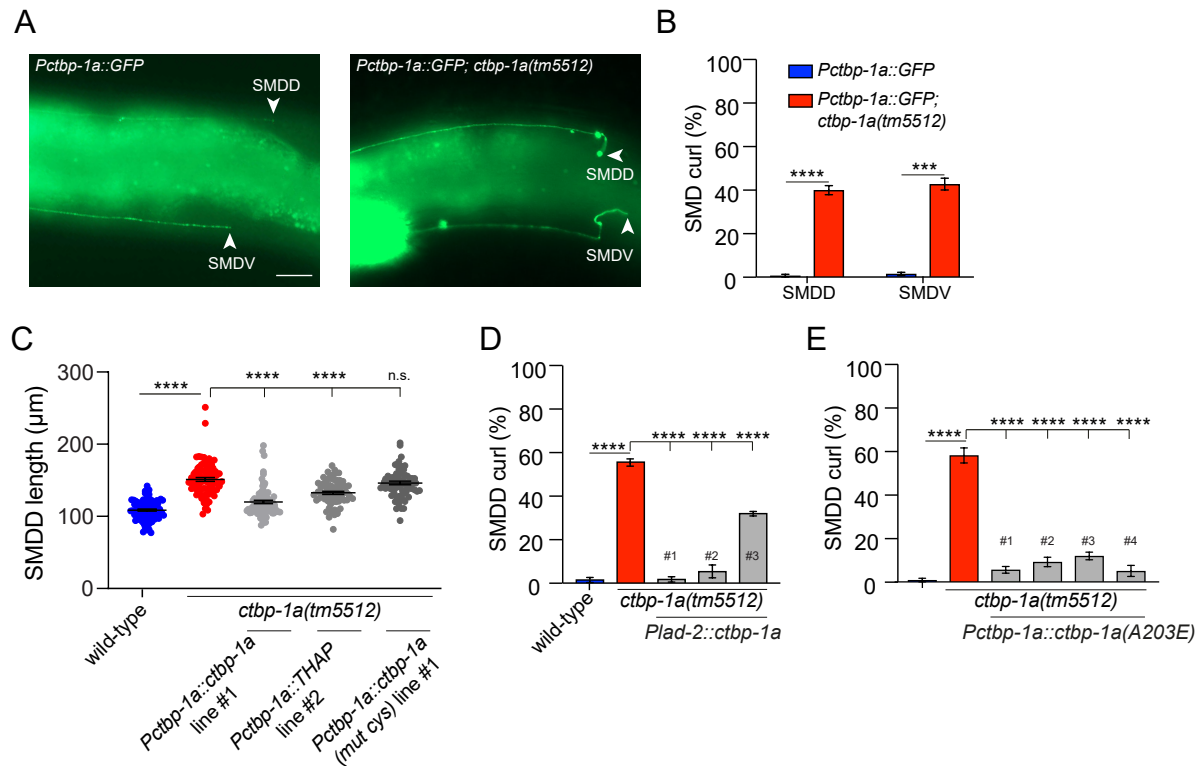 A
Pctbp-1a::GFP
SMDD
SMDV
Pctbp-1a::GFP; ctbp-1a(tm5512)
SMDD
SMDV
B
SMD curl (%)
100
80
60
40
20
0
Pctbp-1a::GFP
Pctbp-1a::GFP;
ctbp-1a(tm5512)
****
***
SMDD
SMDV
C
SMDD length (µm)
300
200
100
0
****
****
****
n.s.
wild-type
ctbp-1a(tm5512)
Pctbp-1a::ctbp-1a
line #1
Pctbp-1a::THAP
line #2
Pctbp-1a::ctbp-1a
(mut cys) line #1
D
SMDD curl (%)
100
80
60
40
20
0
****
****
****
****
#1
#2
#3
wild-type
ctbp-1a(tm5512)
Plad-2::ctbp-1a
E
SMDD curl (%)
100
80
60
40
20
0
****
****
****
****
****
#1
#2
#3
#4
ctbp-1a(tm5512)
Pctbp-1a::ctbp-1a(A203E)